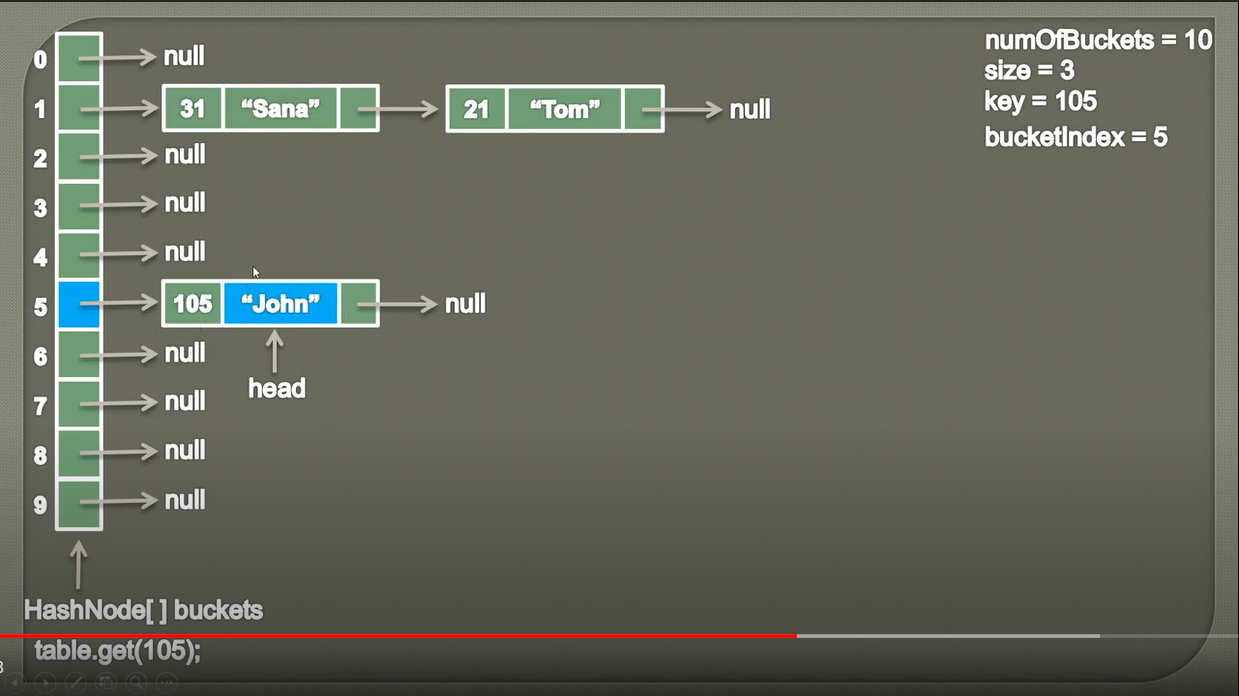 0 null
1 31 “Sana” 21 “Tom” null
2 null
3 null
4 null
5 105 “John” null
6 null
head
7 null
8 null
9 null
numOfBuckets = 10
size = 3
key = 105
bucketIndex = 5
HashNode[ ] buckets
table.get(105);
3